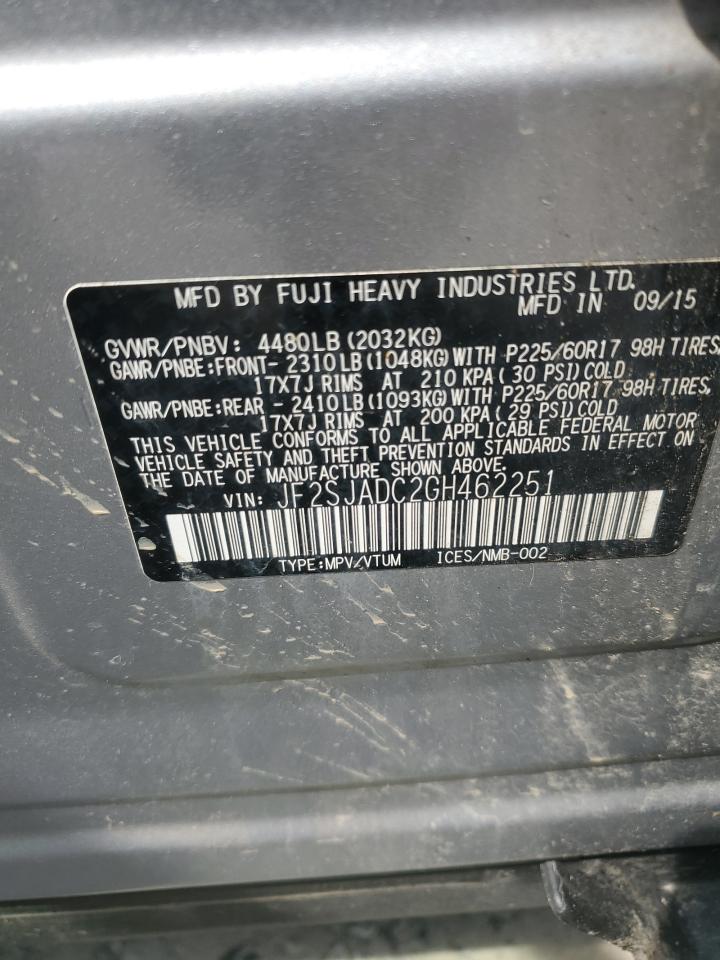 MFD BY FUJI HEAVY INDUSTRIES LTD.
MFD IN 09/15
GVWR/PNBV: 4480LB (2032KG)
GAWR/PNBE:FRONT- 2310LB (1048KG) WITH P225/60R17 98H TIRES,
17X7J RIMS AT 210 KPA (30 PSI) COLD
GAWR/PNBE:REAR - 2410LB (1093KG) WITH P225/60R17 98H TIRES,
17X7J RIMS AT 200 KPA (29 PSI) COLD
THIS VEHICLE CONFORMS TO ALL APPLICABLE FEDERAL MOTOR
VEHICLE SAFETY AND THEFT PREVENTION STANDARDS IN EFFECT ON
THE DATE OF MANUFACTURE SHOWN ABOVE.
VIN: JF2SJADC2GH462251
TYPE:MPV/VTUM ICES/NMB-002